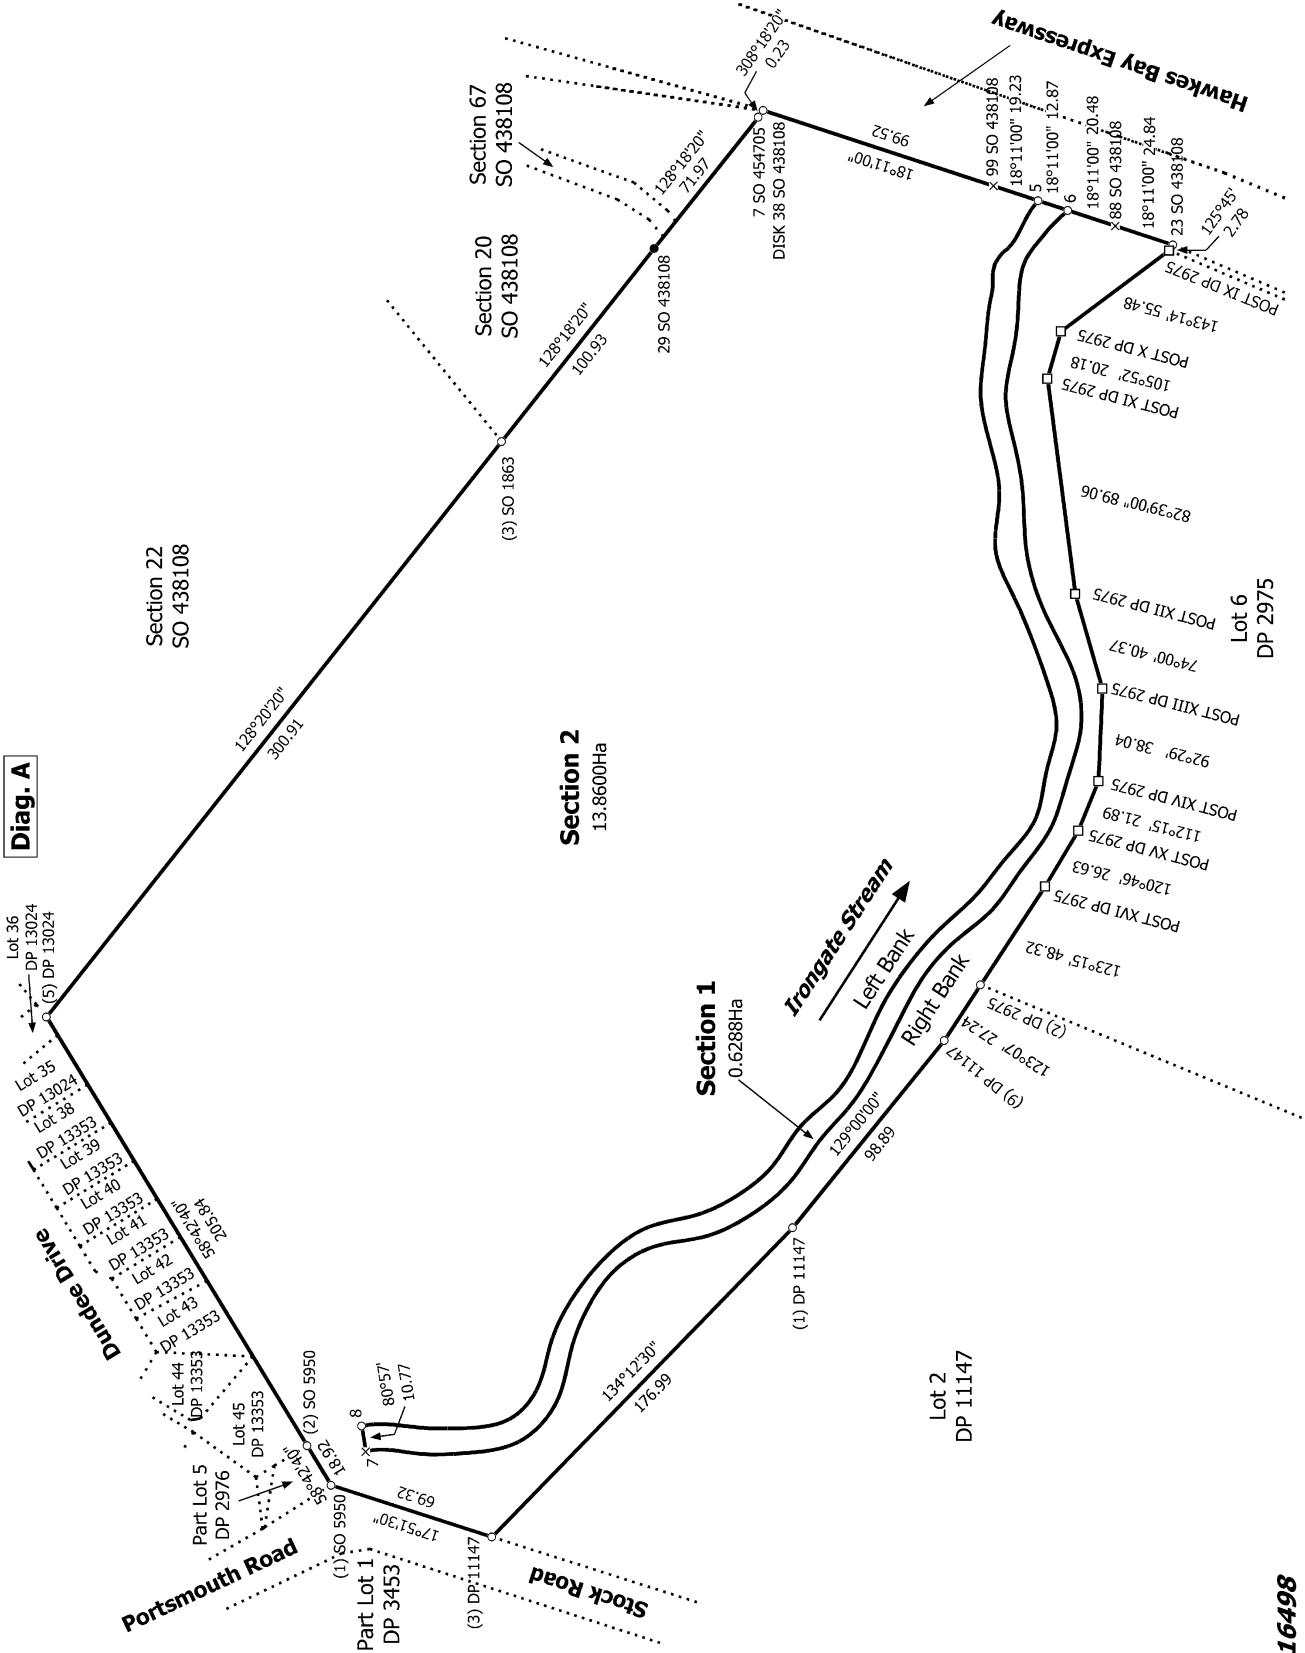 Diag. A
Lot 36
DP 13024
(5) DP 13024
Lot 35
DP 13024
Lot 38
DP 13353
Lot 39
DP 13353
Lot 40
DP 13353
Lot 41
DP 13353
Lot 42
DP 13353
Lot 43
DP 13353
Lot 44
DP 13353
Lot 45
DP 13353
Dundee Drive
58°42'40"
205.84
(2) SO 5950
58°42'40"
18.92
(1) SO 5950
Part Lot 5
DP 2976
Portsmouth Road
Part Lot 1
DP 3453
Stock Road
17°51'30"
69.32
(3) DP 11147
Section 22
SO 438108
128°20'20"
300.91
(3) SO 1863
Section 20
SO 438108
128°18'20"
100.93
29 SO 438108
Section 67
SO 438108
128°18'20"
71.97
308°18'20"
0.23
7 SO 454705
DISK 38 SO 438108
Hawkes Bay Expressway
18°11'00"
99.52
99 SO 438108
18°11'00" 19.23
5
18°11'00" 12.87
6
18°11'00" 20.48
88 SO 438108
18°11'00" 24.84
23 SO 438108
125°45'
2.78
POST IX DP 2975
143°14' 55.48
POST X DP 2975
105°52' 20.18
POST XI DP 2975
82°39'00" 89.06
POST XII DP 2975
74°00' 40.37
POST XIII DP 2975
92°29' 38.04
POST XIV DP 2975
112°15' 21.89
POST XV DP 2975
120°46' 26.63
POST XVI DP 2975
123°15' 48.32
(2) DP 2975
123°07' 27.24
(9) DP 11147
129°00'00"
98.89
(1) DP 11147
134°12'30"
176.99
Section 2
13.8600Ha
Section 1
0.6288Ha
Irongate Stream
Left Bank
Right Bank
8
7
80°57'
10.77
Lot 6
DP 2975
Lot 2
DP 11147
16498